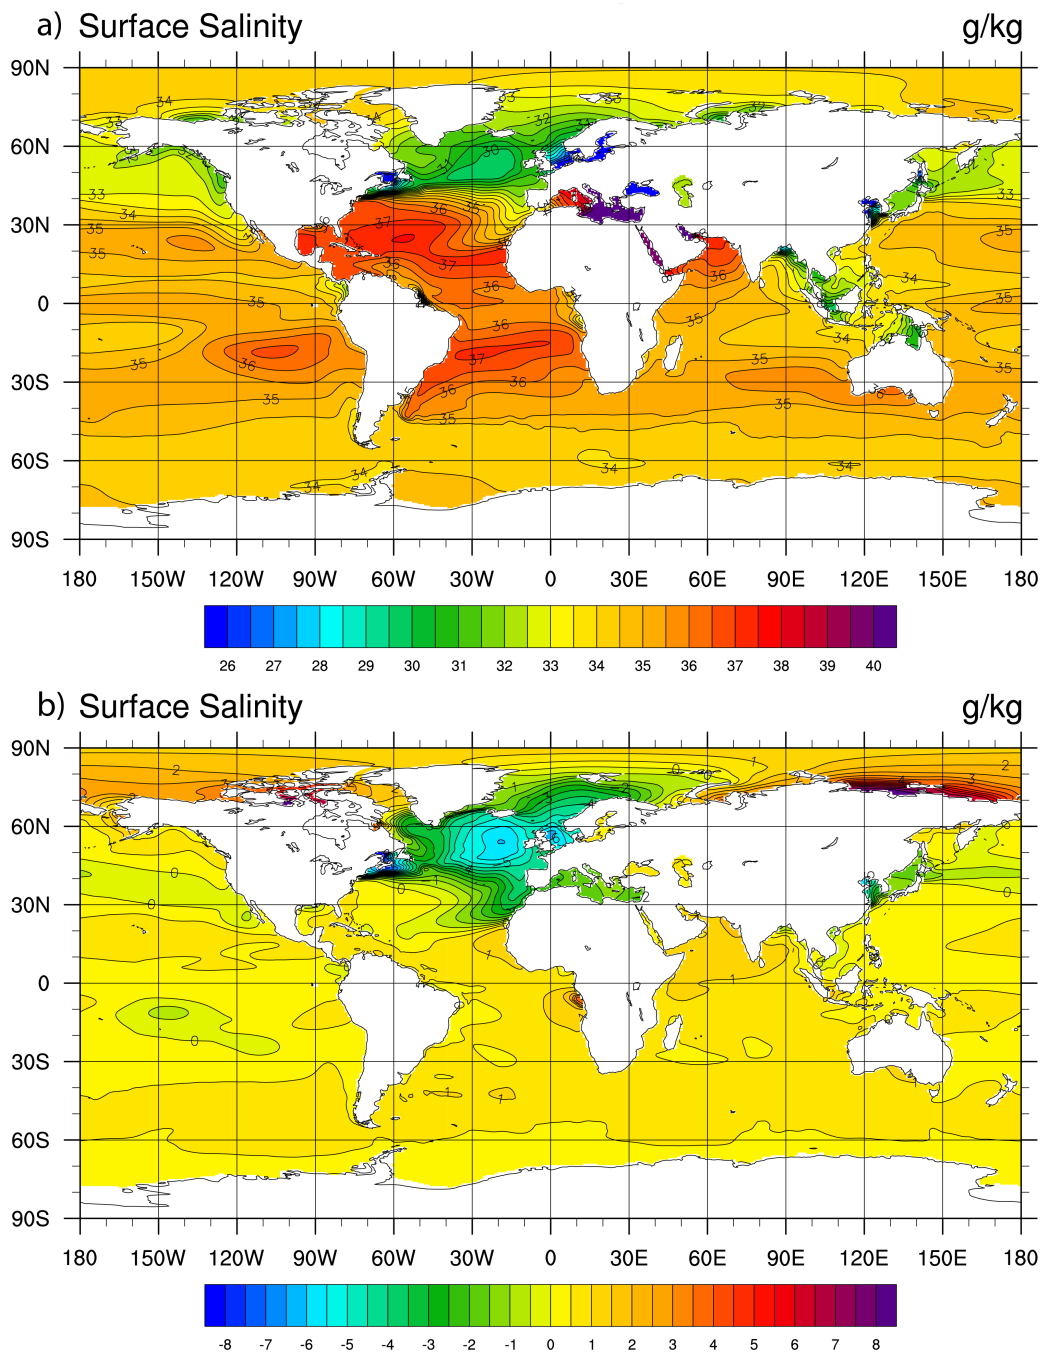 a) Surface Salinity g/kg
90N
60N
30N
0
30S
60S
90S
180 150W 120W 90W 60W 30W 0 30E 60E 90E 120E 150E 180
26 27 28 29 30 31 32 33 34 35 36 37 38 39 40
b) Surface Salinity g/kg
90N
60N
30N
0
30S
60S
90S
180 150W 120W 90W 60W 30W 0 30E 60E 90E 120E 150E 180
-8 -7 -6 -5 -4 -3 -2 -1 0 1 2 3 4 5 6 7 8